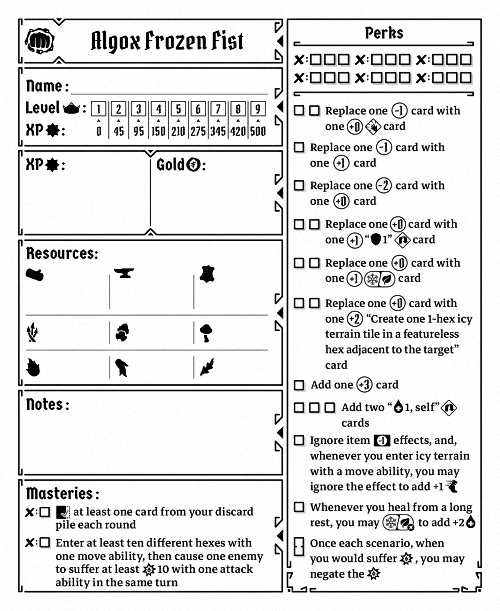 Algox Frozen Fist
Name:
Level :
1 2 3 4 5 6 7 8 9
XP :
0 45 95 150 210 275 345 420 500
XP :
Gold :
Resources:
Notes:
Masteries:
✗: at least one card from your discard
pile each round
✗: Enter at least ten different hexes with
one move ability, then cause one enemy
to suffer at least 10 with one attack
ability in the same turn
Perks
✗: ✗: ✗:
✗: ✗: ✗:
Replace one -1 card with
one +0 card
Replace one -1 card with
one +1 card
Replace one -2 card with
one +0 card
Replace one +0 card with
one +1 “ 1” card
Replace one +0 card with
one +1 card
Replace one +0 card with
one +2 “Create one 1-hex icy
terrain tile in a featureless
hex adjacent to the target”
card
Add one +3 card
Add two “ 1, self”
cards
Ignore item -1 effects, and,
whenever you enter icy terrain
with a move ability, you may
ignore the effect to add +1
Whenever you heal from a long
rest, you may to add +2
Once each scenario, when
you would suffer , you may
negate the